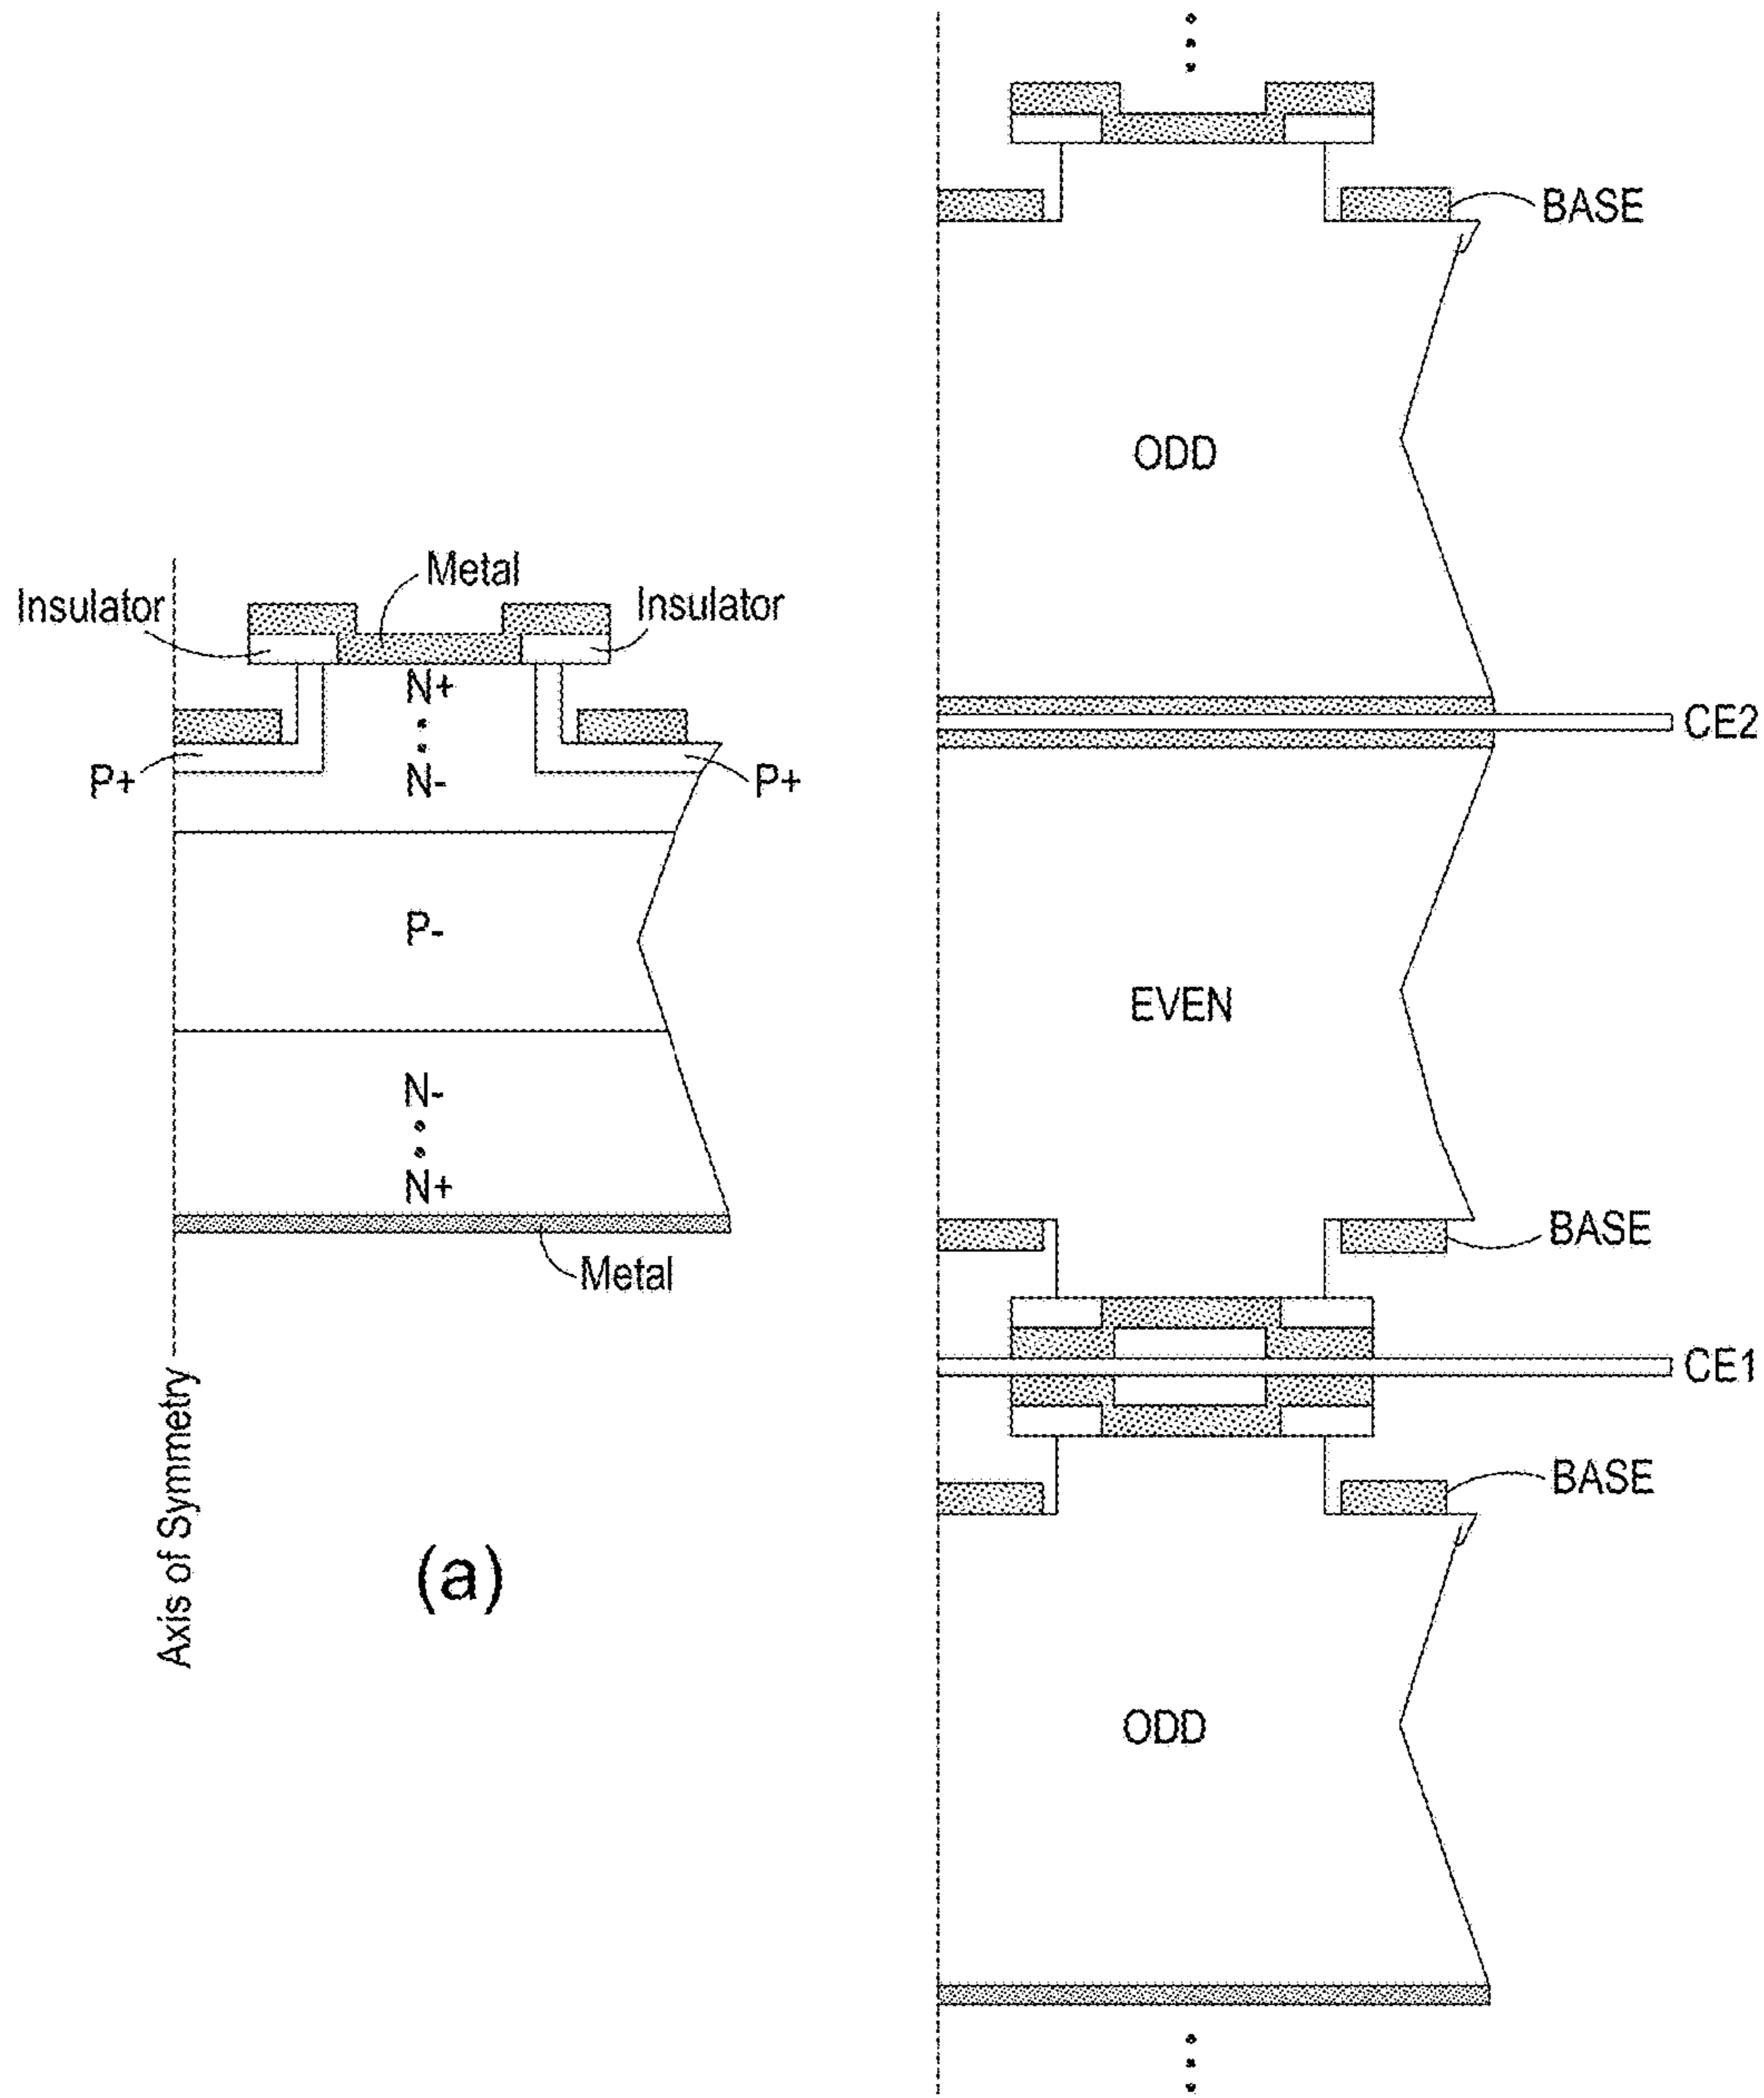 Metal
Insulator
Insulator
N+
N-
P+
P+
P-
N-
N+
Metal
Axis of Symmetry
(a)
BASE
ODD
CE2
EVEN
BASE
CE1
BASE
ODD